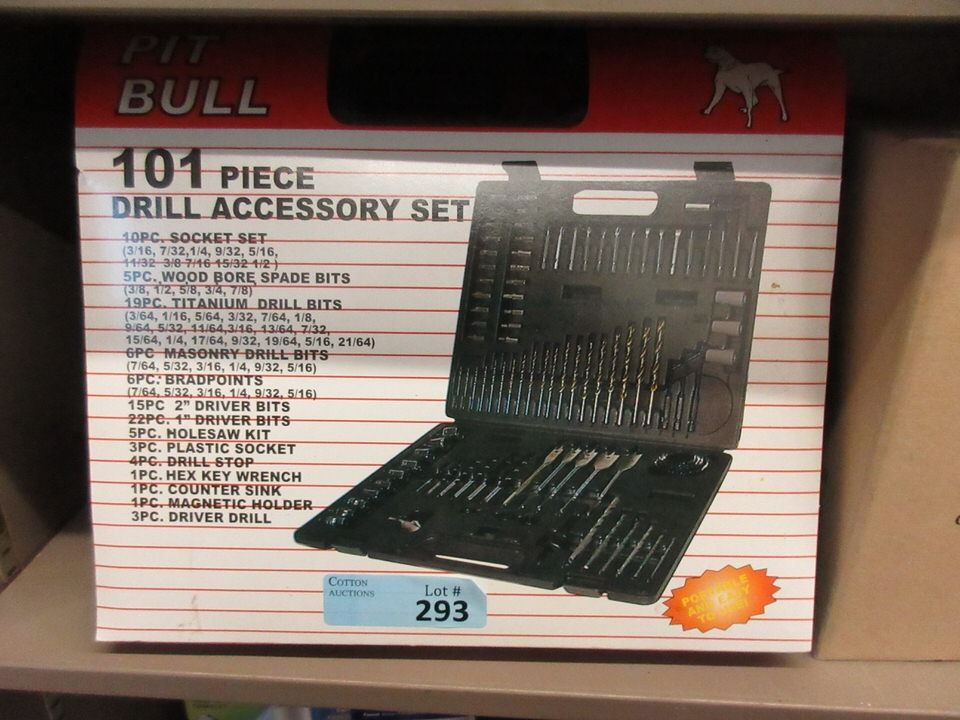 PIT
BULL
101 PIECE
DRILL ACCESSORY SET
10PC. SOCKET SET
(3/16, 7/32,1/4, 9/32, 5/16,
11/32 3/8 7/16 15/32 1/2 )
5PC. WOOD BORE SPADE BITS
(3/8, 1/2, 5/8, 3/4, 7/8)
19PC. TITANIUM DRILL BITS
(3/64, 1/16, 5/64, 3/32, 7/64, 1/8,
9/64, 5/32, 11/64,3/16, 13/64, 7/32,
15/64, 1/4, 17/64, 9/32, 19/64, 5/16, 21/64)
6PC MASONRY DRILL BITS
(7/64, 5/32, 3/16, 1/4, 9/32, 5/16)
6PC. BRADPOINTS
(7/64, 5/32, 3/16, 1/4, 9/32, 5/16)
15PC 2" DRIVER BITS
22PC. 1" DRIVER BITS
5PC. HOLESAW KIT
3PC. PLASTIC SOCKET
4PC. DRILL STOP
1PC. HEX KEY WRENCH
1PC. COUNTER SINK
1PC. MAGNETIC HOLDER
3PC. DRIVER DRILL
COTTON
AUCTIONS
Lot #
293
PORTABLE
AND EASY
TO USE!